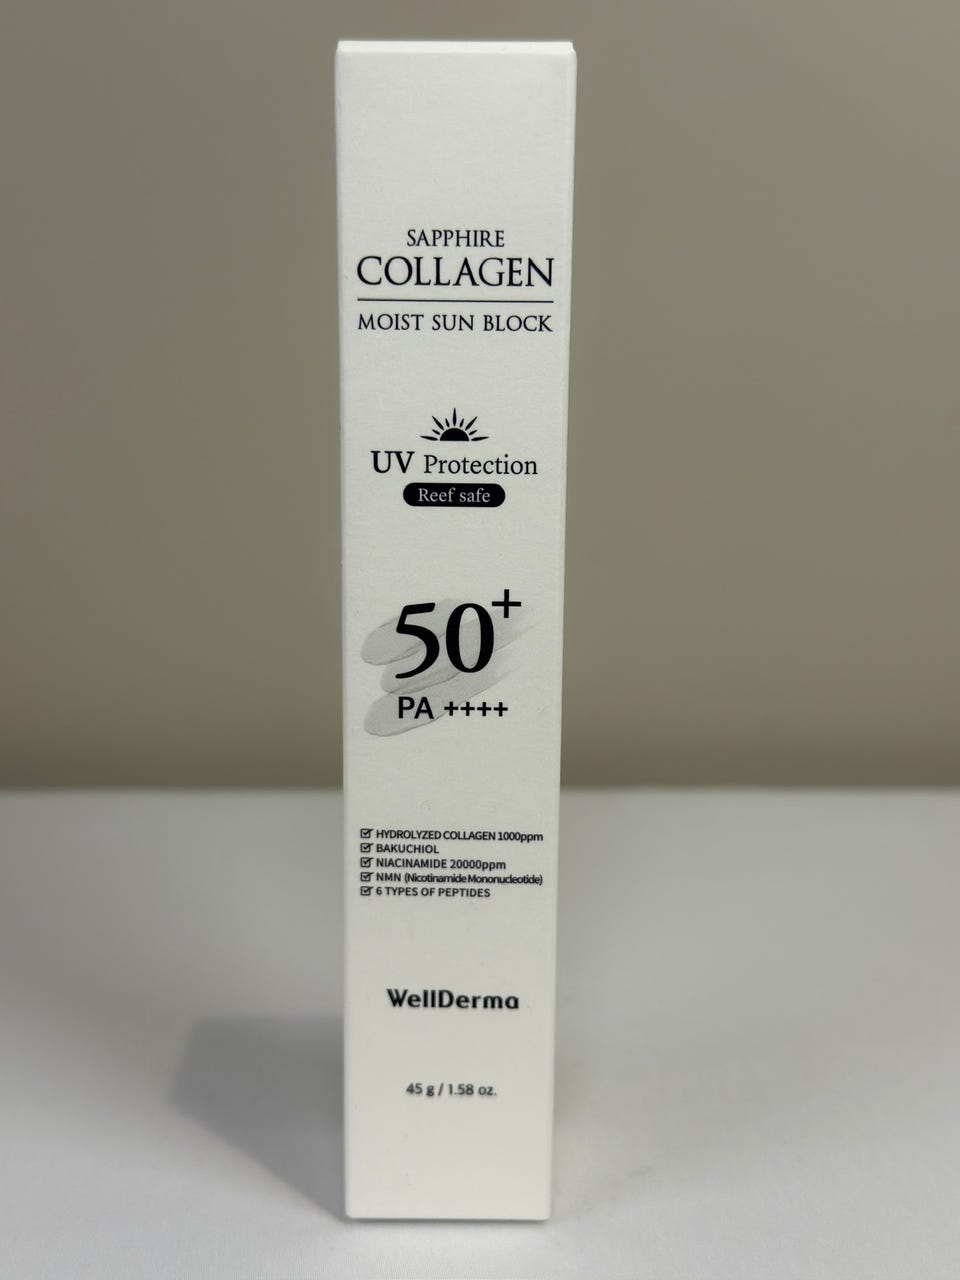 SAPPHIRE
COLLAGEN
MOIST SUN BLOCK
UV Protection
Reef safe
50+
PA ++++
HYDROLYZED COLLAGEN 1000ppm
BAKUCHIOL
NIACINAMIDE 20000ppm
NMN (Nicotinamide Mononucleotide)
6 TYPES OF PEPTIDES
WellDerma
45 g / 1.58 oz.